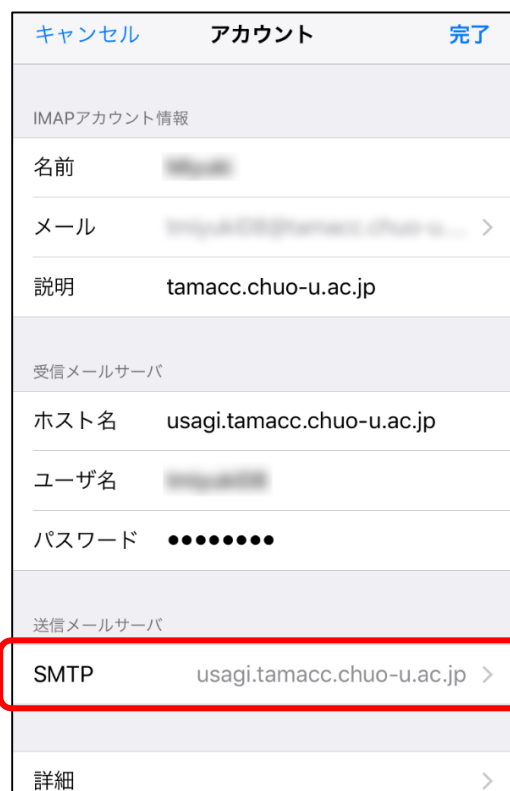 キャンセル アカウント 完了
IMAPアカウント情報
名前
メール
説明 tamacc.chuo-u.ac.jp
受信メールサーバ
ホスト名 usagi.tamacc.chuo-u.ac.jp
ユーザ名
パスワード ●●●●●●●●
送信メールサーバ
SMTP usagi.tamacc.chuo-u.ac.jp
詳細